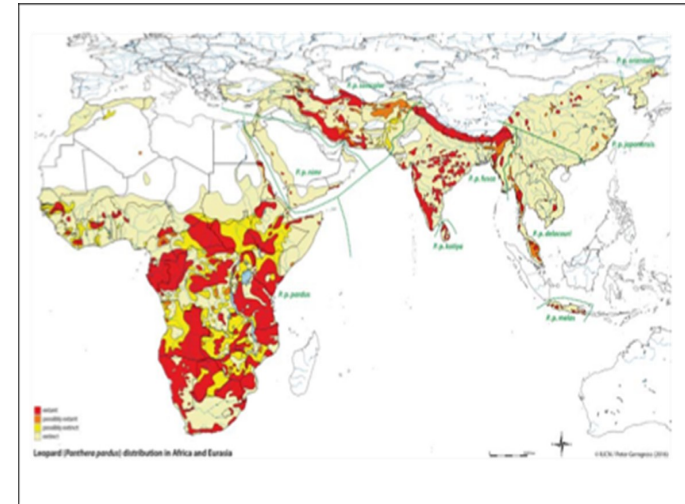 P. p. orientalis
P. p. saxicolor
P. p. japonensis
P. p. nimr
P. p. fusca
P. p. kotiya
P. p. delacouri
P. p. pardus
P. p. melas
extant
possibly extant
possibly extinct
extinct
Leopard (Panthera pardus) distribution in Africa and Eurasia